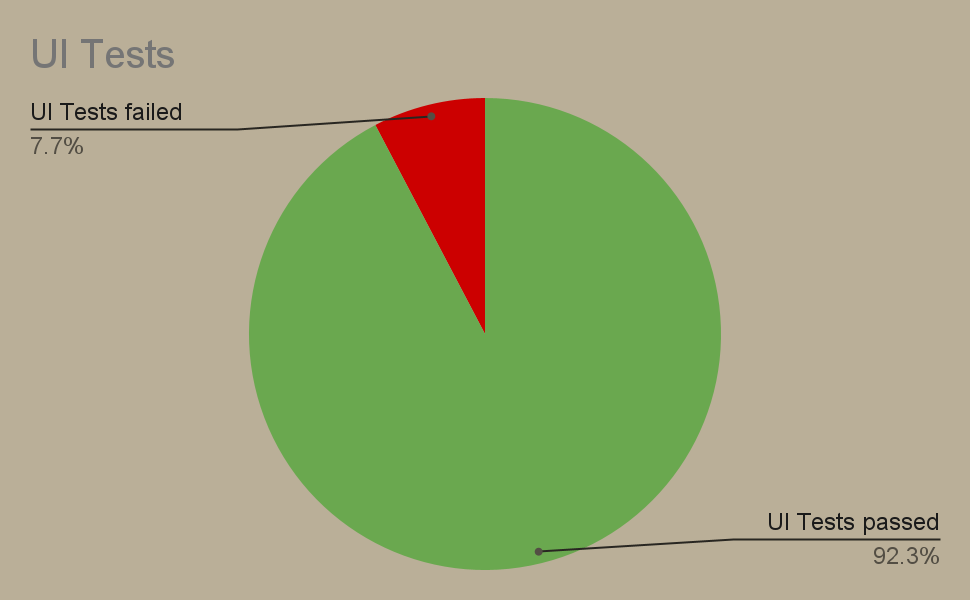 UI Tests
UI Tests failed
7.7%
UI Tests passed
92.3%